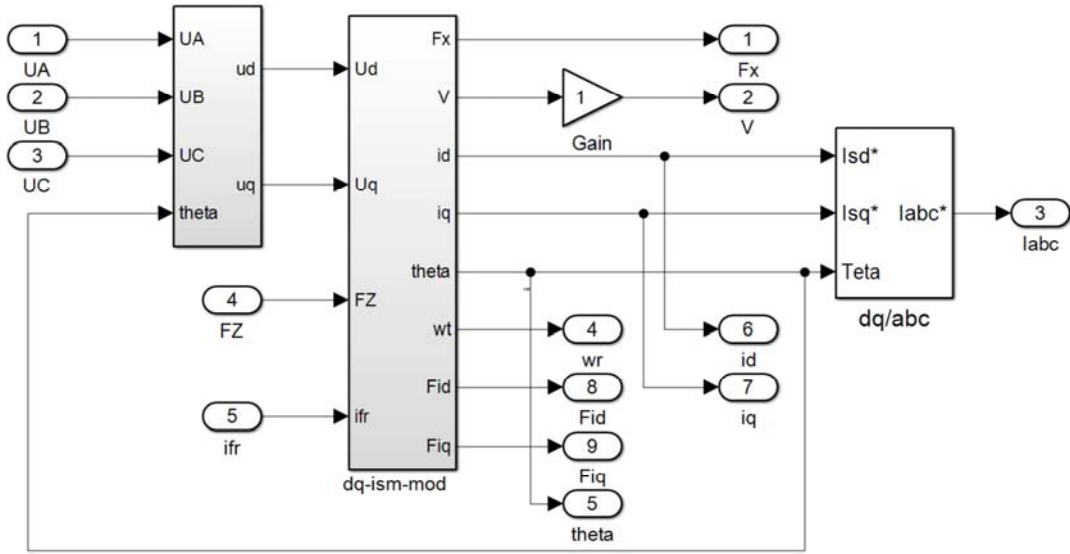 1
UA
2
UB
3
UC
UA
UB
UC
theta
ud
uq
4
FZ
5
ifr
Ud
Uq
FZ
ifr
Fx
V
id
iq
theta
wt
Fid
Fiq
dq-ism-mod
1
Gain
1
Fx
2
V
4
wr
8
Fid
9
Fiq
5
theta
6
id
7
iq
Isd*
Isq*
Teta
Iabc*
dq/abc
3
Iabc